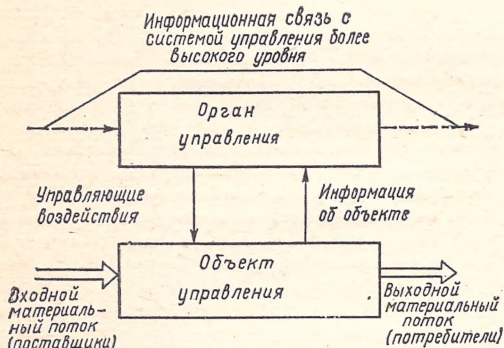 Информационная связь с
системой управления более
высокого уровня
Орган
управления
Управляющие
воздействия
Информация
об объекте
Объект
управления
Входной
материаль-
ный поток
(поставщики)
Выходной
материальный
поток
(потребители)